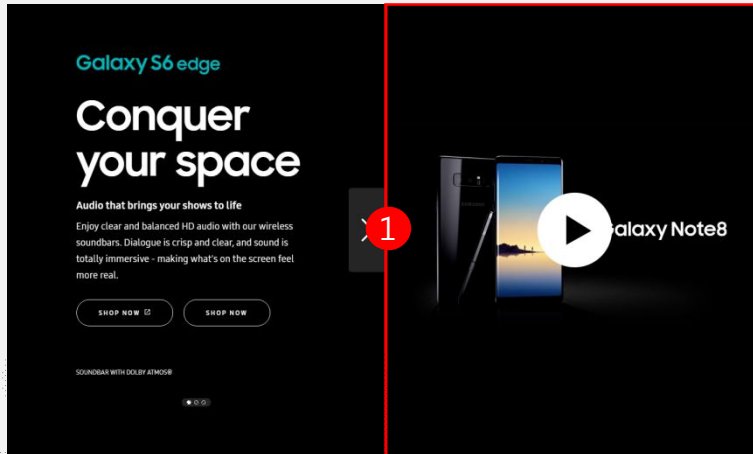 Galaxy S6 edge
Conquer
your space
Audio that brings your shows to life
Enjoy clear and balanced HD audio with our wireless
soundbars. Dialogue is crisp and clear, and sound is
totally immersive - making what's on the screen feel
more real.
SHOP NOW
SHOP NOW
SOUNDBAR WITH DOLBY ATMOS®
1
SAMSUNG
alaxy Note8